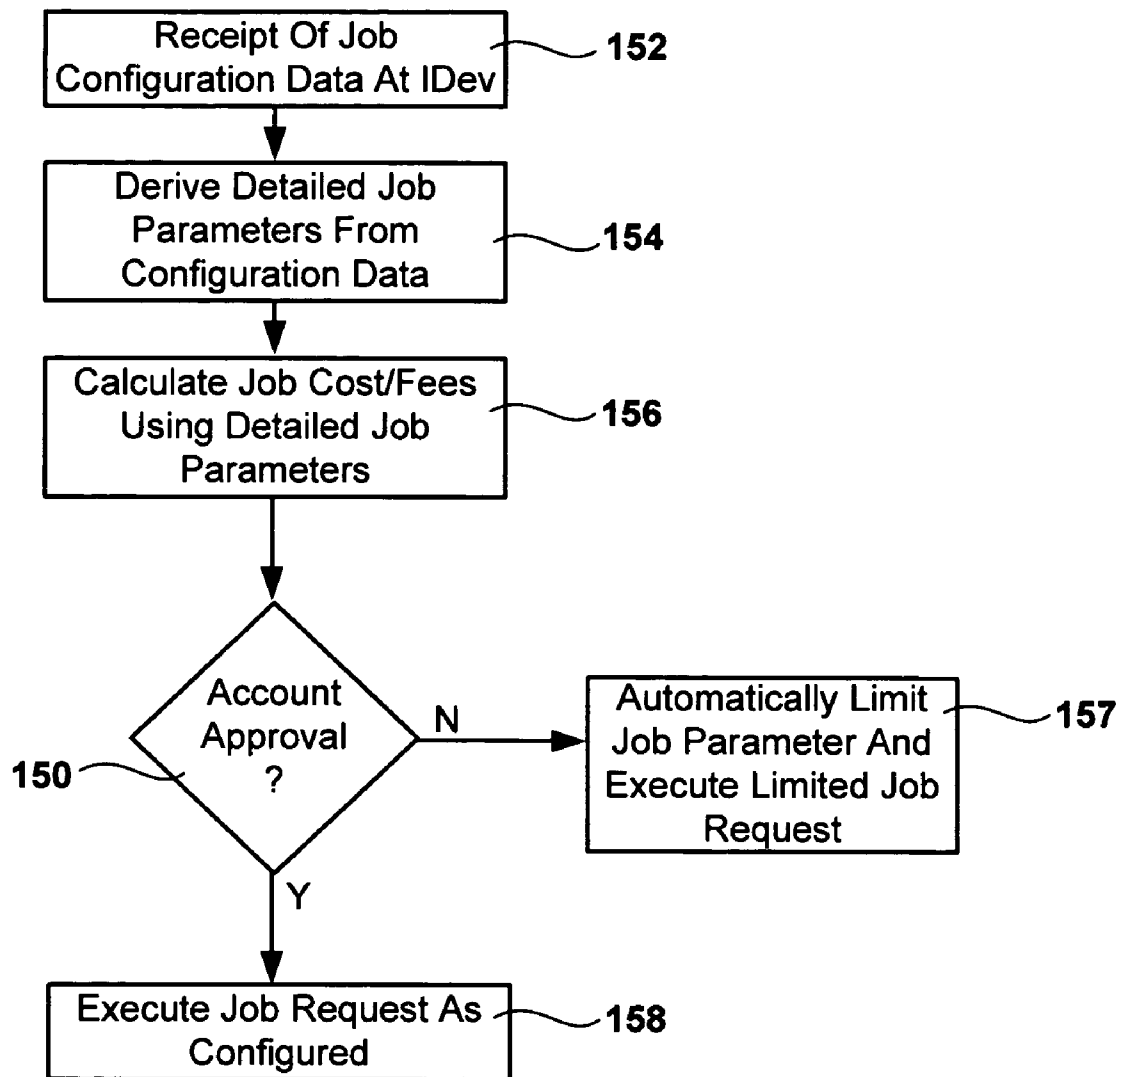 Receipt Of Job
Configuration Data At IDev
152
Derive Detailed Job
Parameters From
Configuration Data
154
Calculate Job Cost/Fees
Using Detailed Job
Parameters
156
Account
Approval
?
150
N
Automatically Limit
Job Parameter And
Execute Limited Job
Request
157
Y
Execute Job Request As
Configured
158